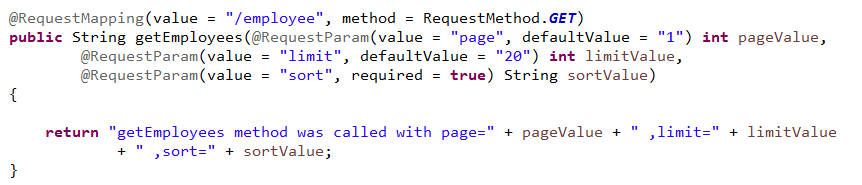 @RequestMapping(value = "/employee", method = RequestMethod.GET)
public String getEmployees(@RequestParam(value = "page", defaultValue = "1") int pageValue,
@RequestParam(value = "limit", defaultValue = "20") int limitValue,
@RequestParam(value = "sort", required = true) String sortValue)
{
return "getEmployees method was called with page=" + pageValue + " ,limit=" + limitValue
+ " ,sort=" + sortValue;
}